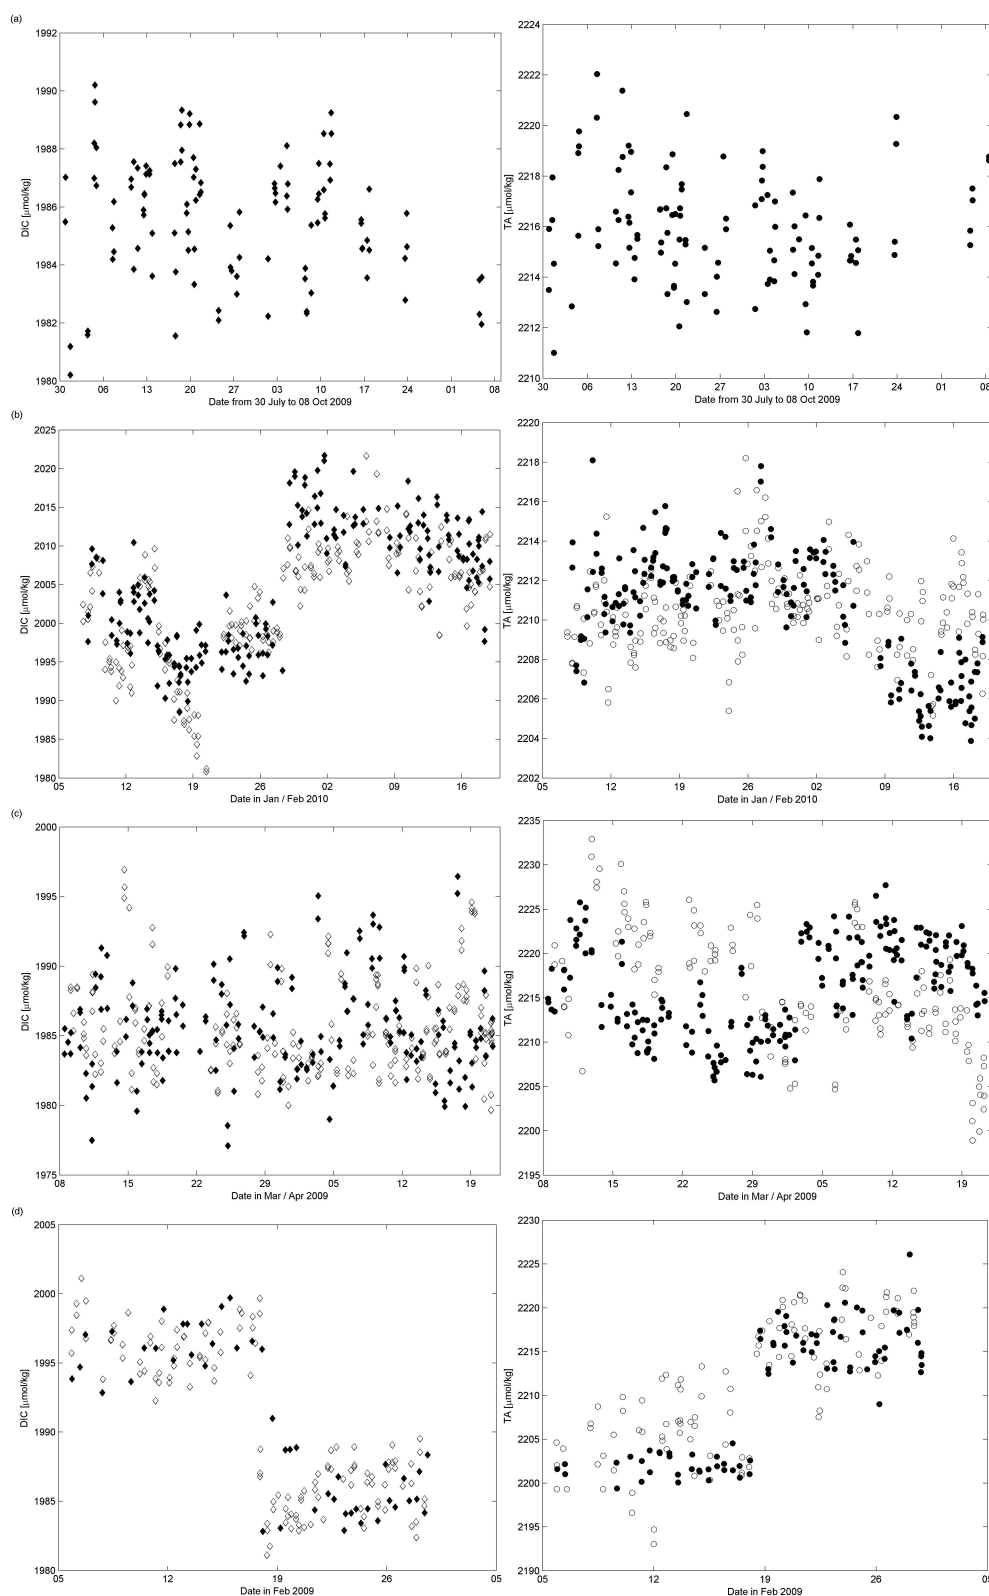 (a)
1992
1990
1988
1986
1984
1982
1980
DIC [μmol/kg]
30 06 13 20 27 03 10 17 24 01 08
Date from 30 July to 08 Oct 2009
2224
2222
2220
2218
2216
2214
2212
2210
TA [μmol/kg]
30 06 13 20 27 03 10 17 24 01 08
Date from 30 July to 08 Oct 2009
(b)
2025
2020
2015
2010
2005
2000
1995
1990
1985
1980
DIC [μmol/kg]
05 12 19 26 02 09 16
Date in Jan / Feb 2010
2220
2218
2216
2214
2212
2210
2208
2206
2204
2202
TA [μmol/kg]
05 12 19 26 02 09 16
Date in Jan / Feb 2010
(c)
2000
1995
1990
1985
1980
1975
DIC [μmol/kg]
08 15 22 29 05 12 19
Date in Mar / Apr 2009
2235
2230
2225
2220
2215
2210
2205
2200
2195
TA [μmol/kg]
08 15 22 29 05 12 19
Date in Mar / Apr 2009
(d)
2005
2000
1995
1990
1985
1980
DIC [μmol/kg]
05 12 19 26 05
Date in Feb 2009
2230
2225
2220
2215
2210
2205
2200
2195
2190
TA [μmol/kg]
05 12 19 26 05
Date in Feb 2009